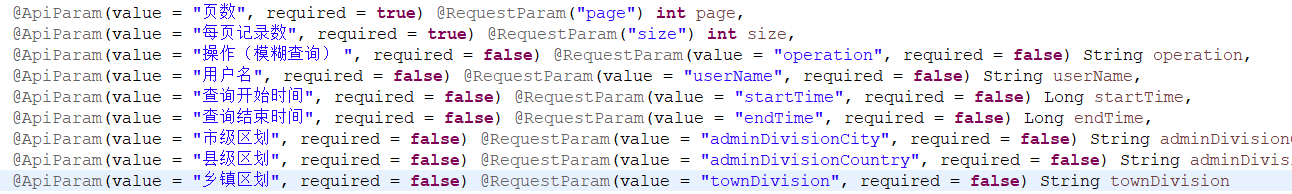 @ApiParam(value = "页数", required = true) @RequestParam("page") int page,
@ApiParam(value = "每页记录数", required = true) @RequestParam("size") int size,
@ApiParam(value = "操作（模糊查询） ", required = false) @RequestParam(value = "operation", required = false) String operation,
@ApiParam(value = "用户名", required = false) @RequestParam(value = "userName", required = false) String userName,
@ApiParam(value = "查询开始时间", required = false) @RequestParam(value = "startTime", required = false) Long startTime,
@ApiParam(value = "查询结束时间", required = false) @RequestParam(value = "endTime", required = false) Long endTime,
@ApiParam(value = "市级区划", required = false) @RequestParam(value = "adminDivisionCity", required = false) String adminDivision
@ApiParam(value = "县级区划", required = false) @RequestParam(value = "adminDivisionCountry", required = false) String adminDivis
@ApiParam(value = "乡镇区划", required = false) @RequestParam(value = "townDivision", required = false) String townDivision